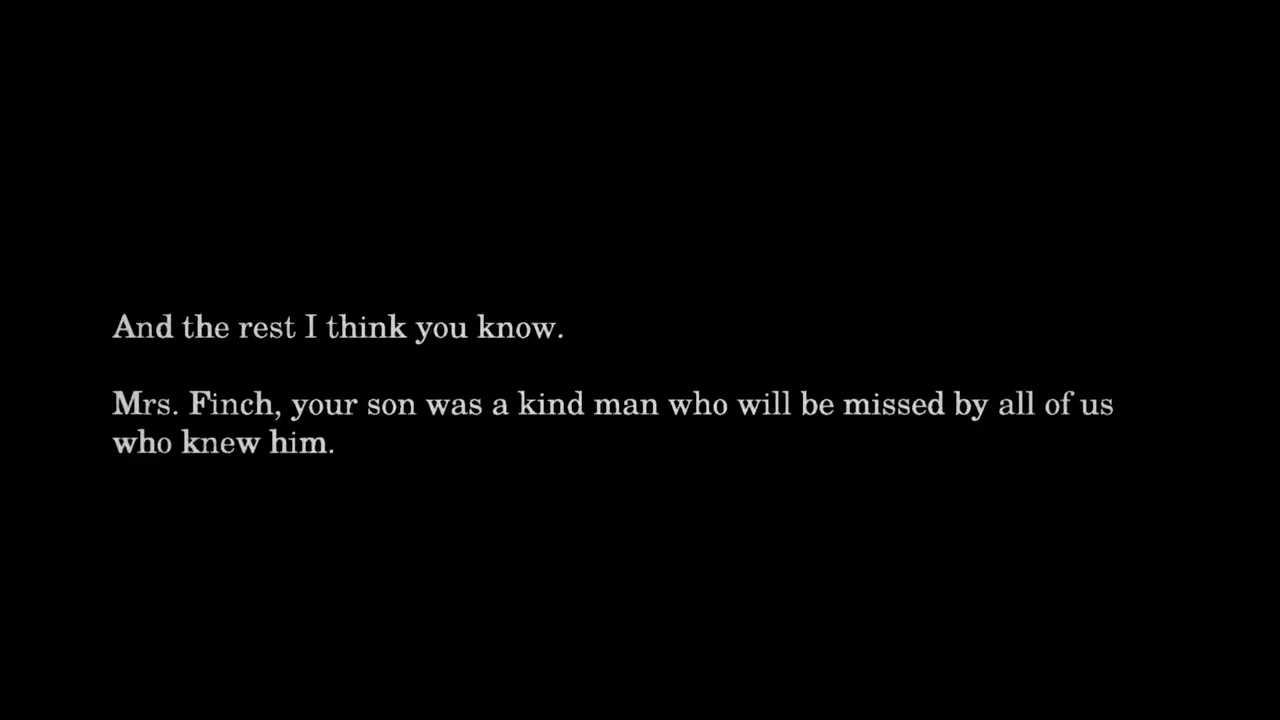 And the rest I think you know.
Mrs. Finch, your son was a kind man who will be missed by all of us
who knew him.